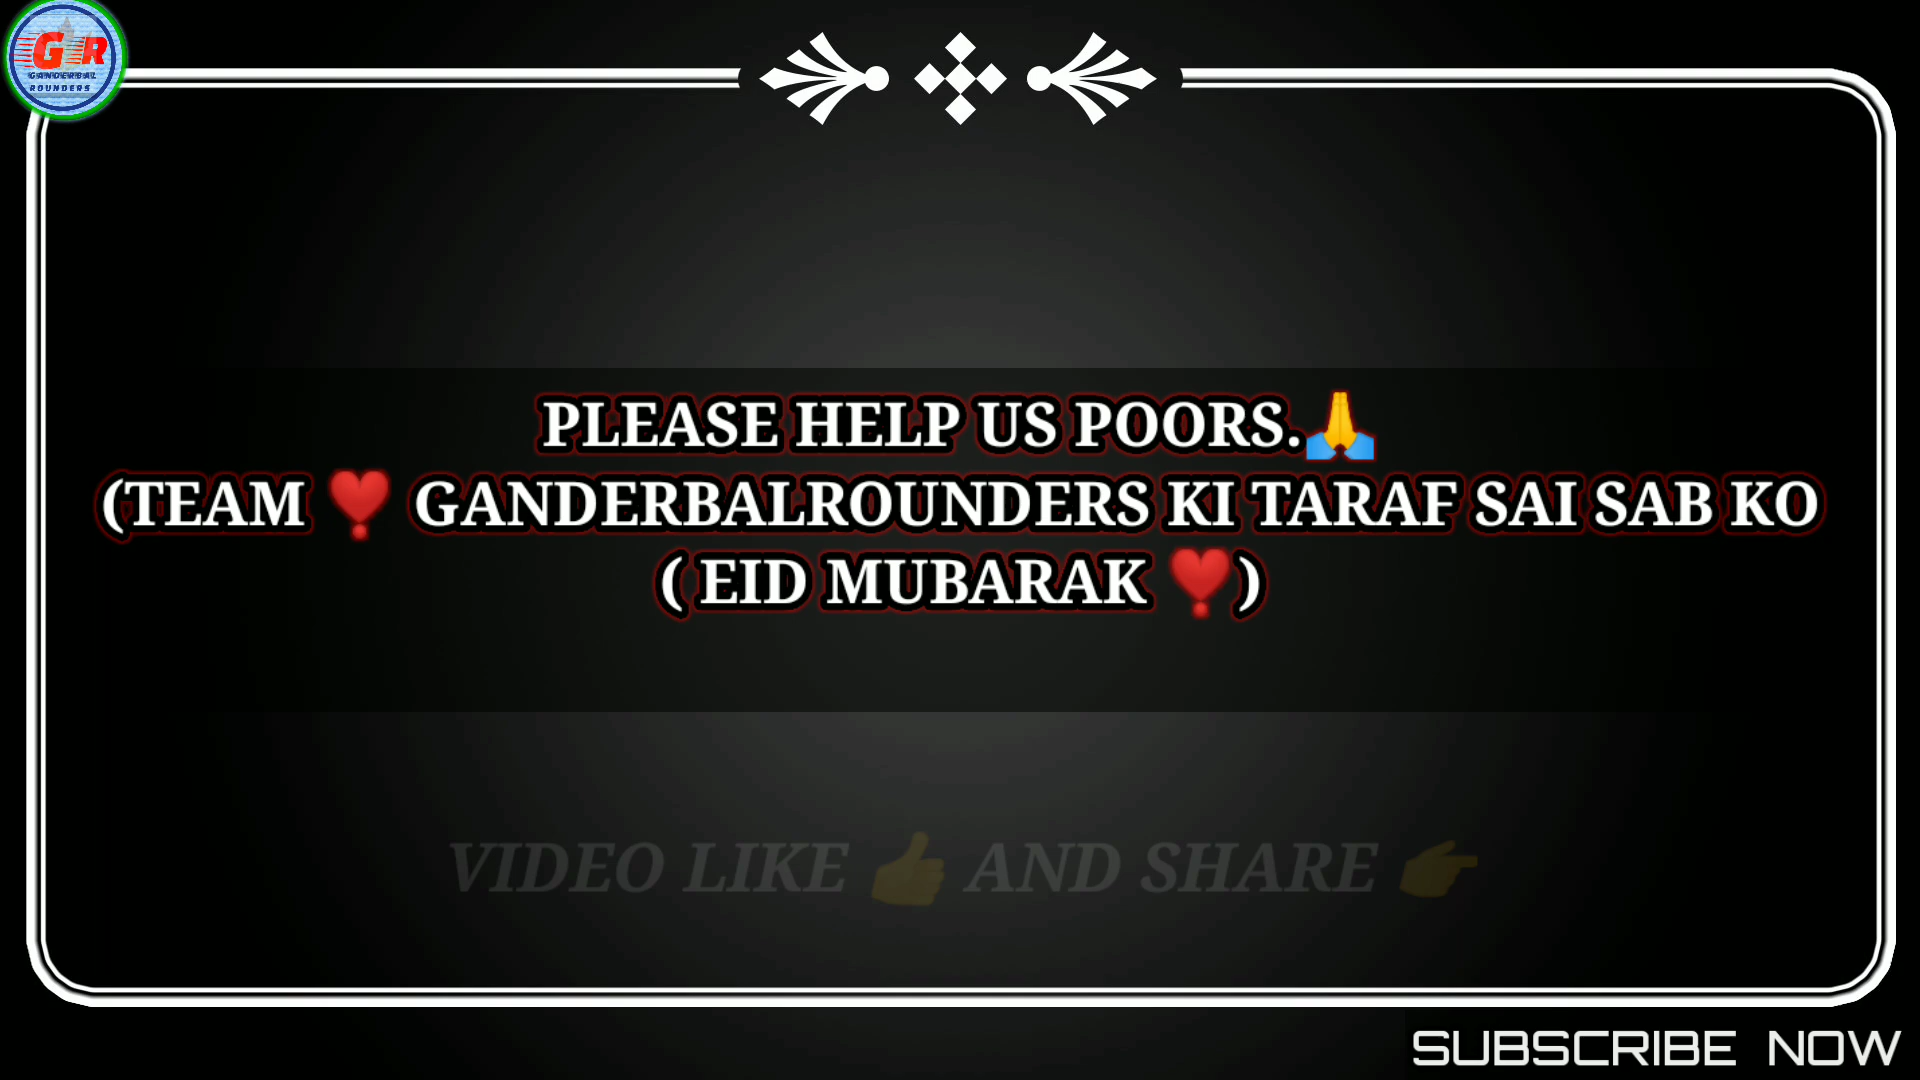 GR
GANDERBAL
ROUNDERS
PLEASE HELP US POORS.🙏
(TEAM ❣️ GANDERBALROUNDERS KI TARAF SAI SAB KO
( EID MUBARAK ❣️)
VIDEO LIKE 👍 AND SHARE 👉
SUBSCRIBE NOW